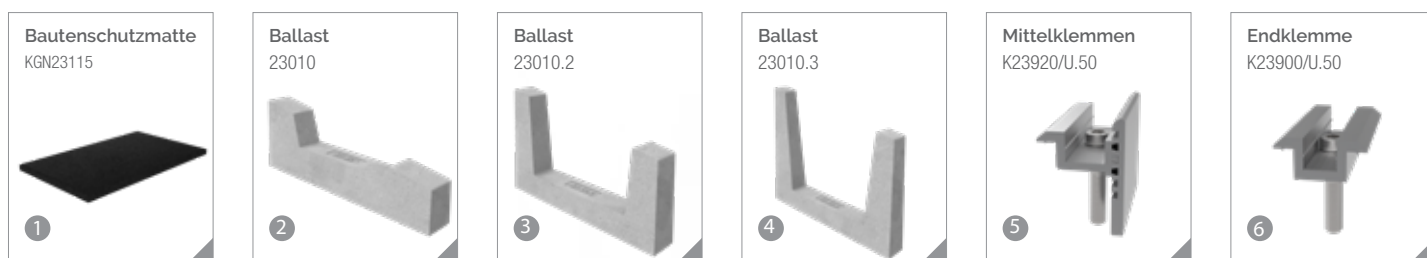 Bautenschutzmatte
KGN23115
1
Ballast
23010
2
Ballast
23010.2
3
Ballast
23010.3
4
Mittelklemmen
K23920/U.50
5
Endklemme
K23900/U.50
6